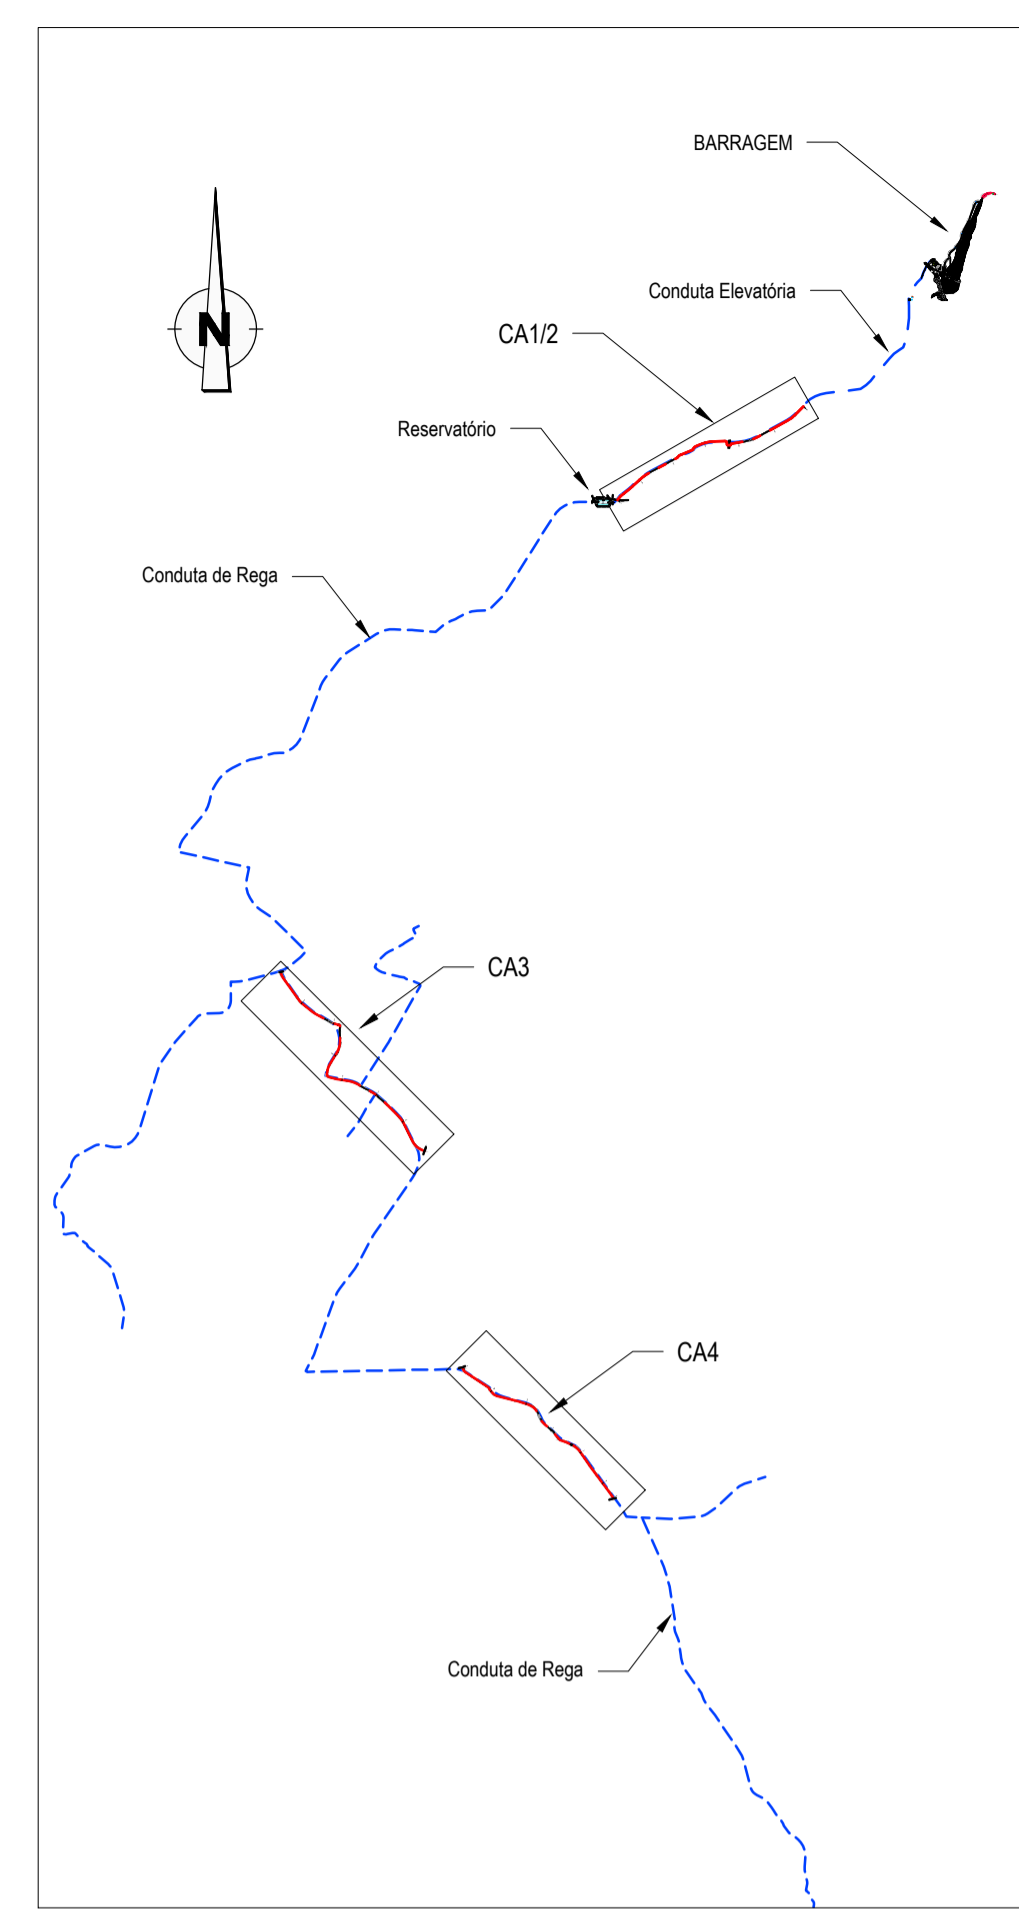 BARRAGEM
N
Conduta Elevatória
CA1/2
Reservatório
Conduta de Rega
CA3
CA4
Conduta de Rega